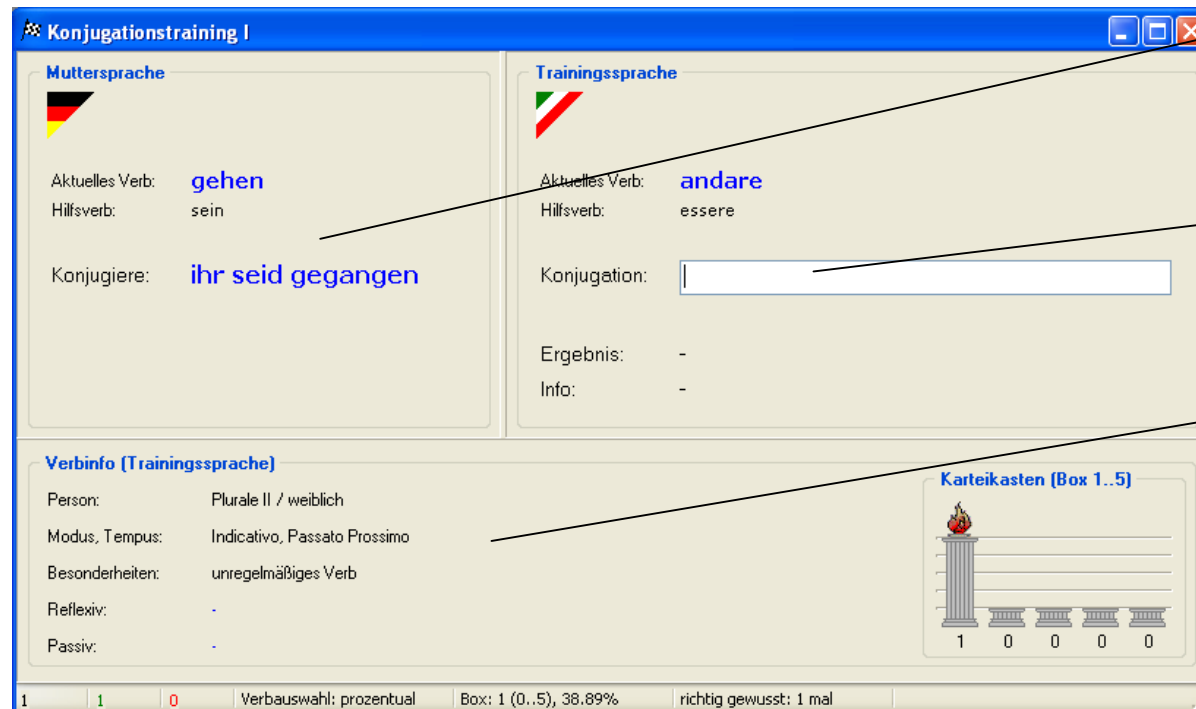 Konjugationstraining I
Muttersprache
Aktuelles Verb: gehen
Hilfsverb: sein
Konjugiere: ihr seid gegangen
Trainingssprache
Aktuelles Verb: andare
Hilfsverb: essere
Konjugation:
Ergebnis: -
Info: -
Verbinfo (Trainingssprache)
Person: Plurale II / weiblich
Modus, Tempus: Indicativo, Passato Prossimo
Besonderheiten: unregelmäßiges Verb
Reflexiv: -
Passiv: -
Karteikasten (Box 1..5)
1 0 0 0 0
1 1 0 Verbauswahl: prozentual Box: 1 (0..5), 38.89% richtig gewusst: 1 mal